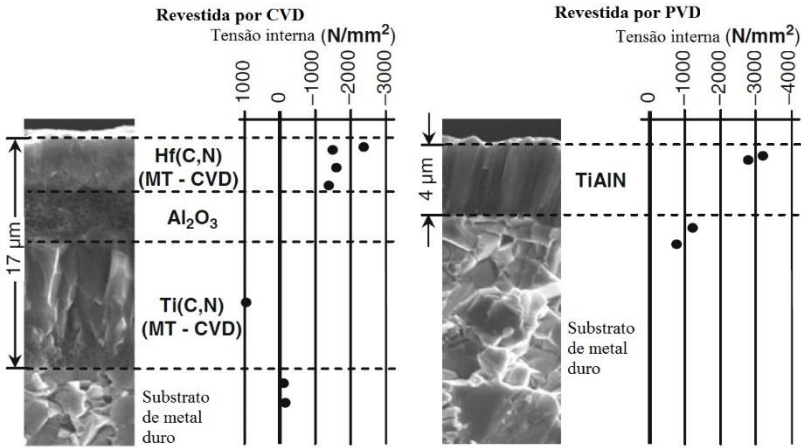 Revestida por CVD
Tensão interna (N/mm²)
1000
0
-1000
-2000
-3000
17 µm
Hf(C,N)
(MT - CVD)
Al₂O₃
Ti(C,N)
(MT - CVD)
Substrato
de metal
duro
Revestida por PVD
Tensão interna (N/mm²)
0
-1000
-2000
-3000
-4000
4 µm
TiAlN
Substrato
de metal
duro